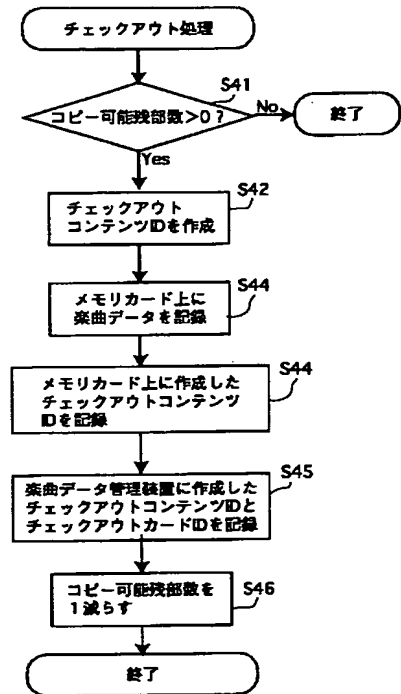 チェックアウト処理
S41
コピー可能残部数>0?
No
終了
Yes
S42
チェックアウト
コンテンツIDを作成
S44
メモリカード上に
楽曲データを記録
S44
メモリカード上に作成した
チェックアウトコンテンツ
IDを記録
S45
楽曲データ管理装置に作成した
チェックアウトコンテンツIDと
チェックアウトカードIDを記録
コピー可能残部数を
1減らす
S46
終了